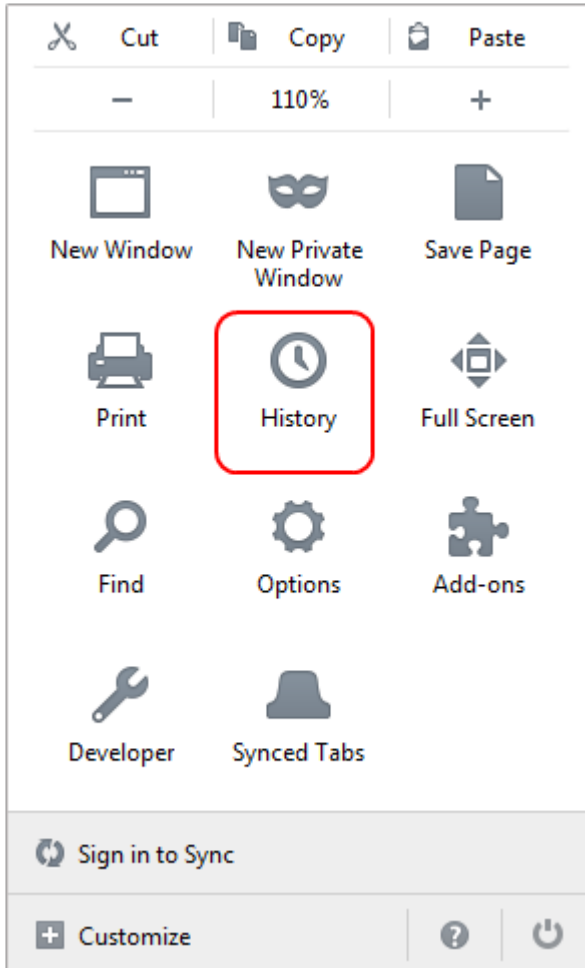 Cut Copy Paste
− 110% +
New Window New Private Window Save Page
Print History Full Screen
Find Options Add-ons
Developer Synced Tabs
Sign in to Sync
Customize ?